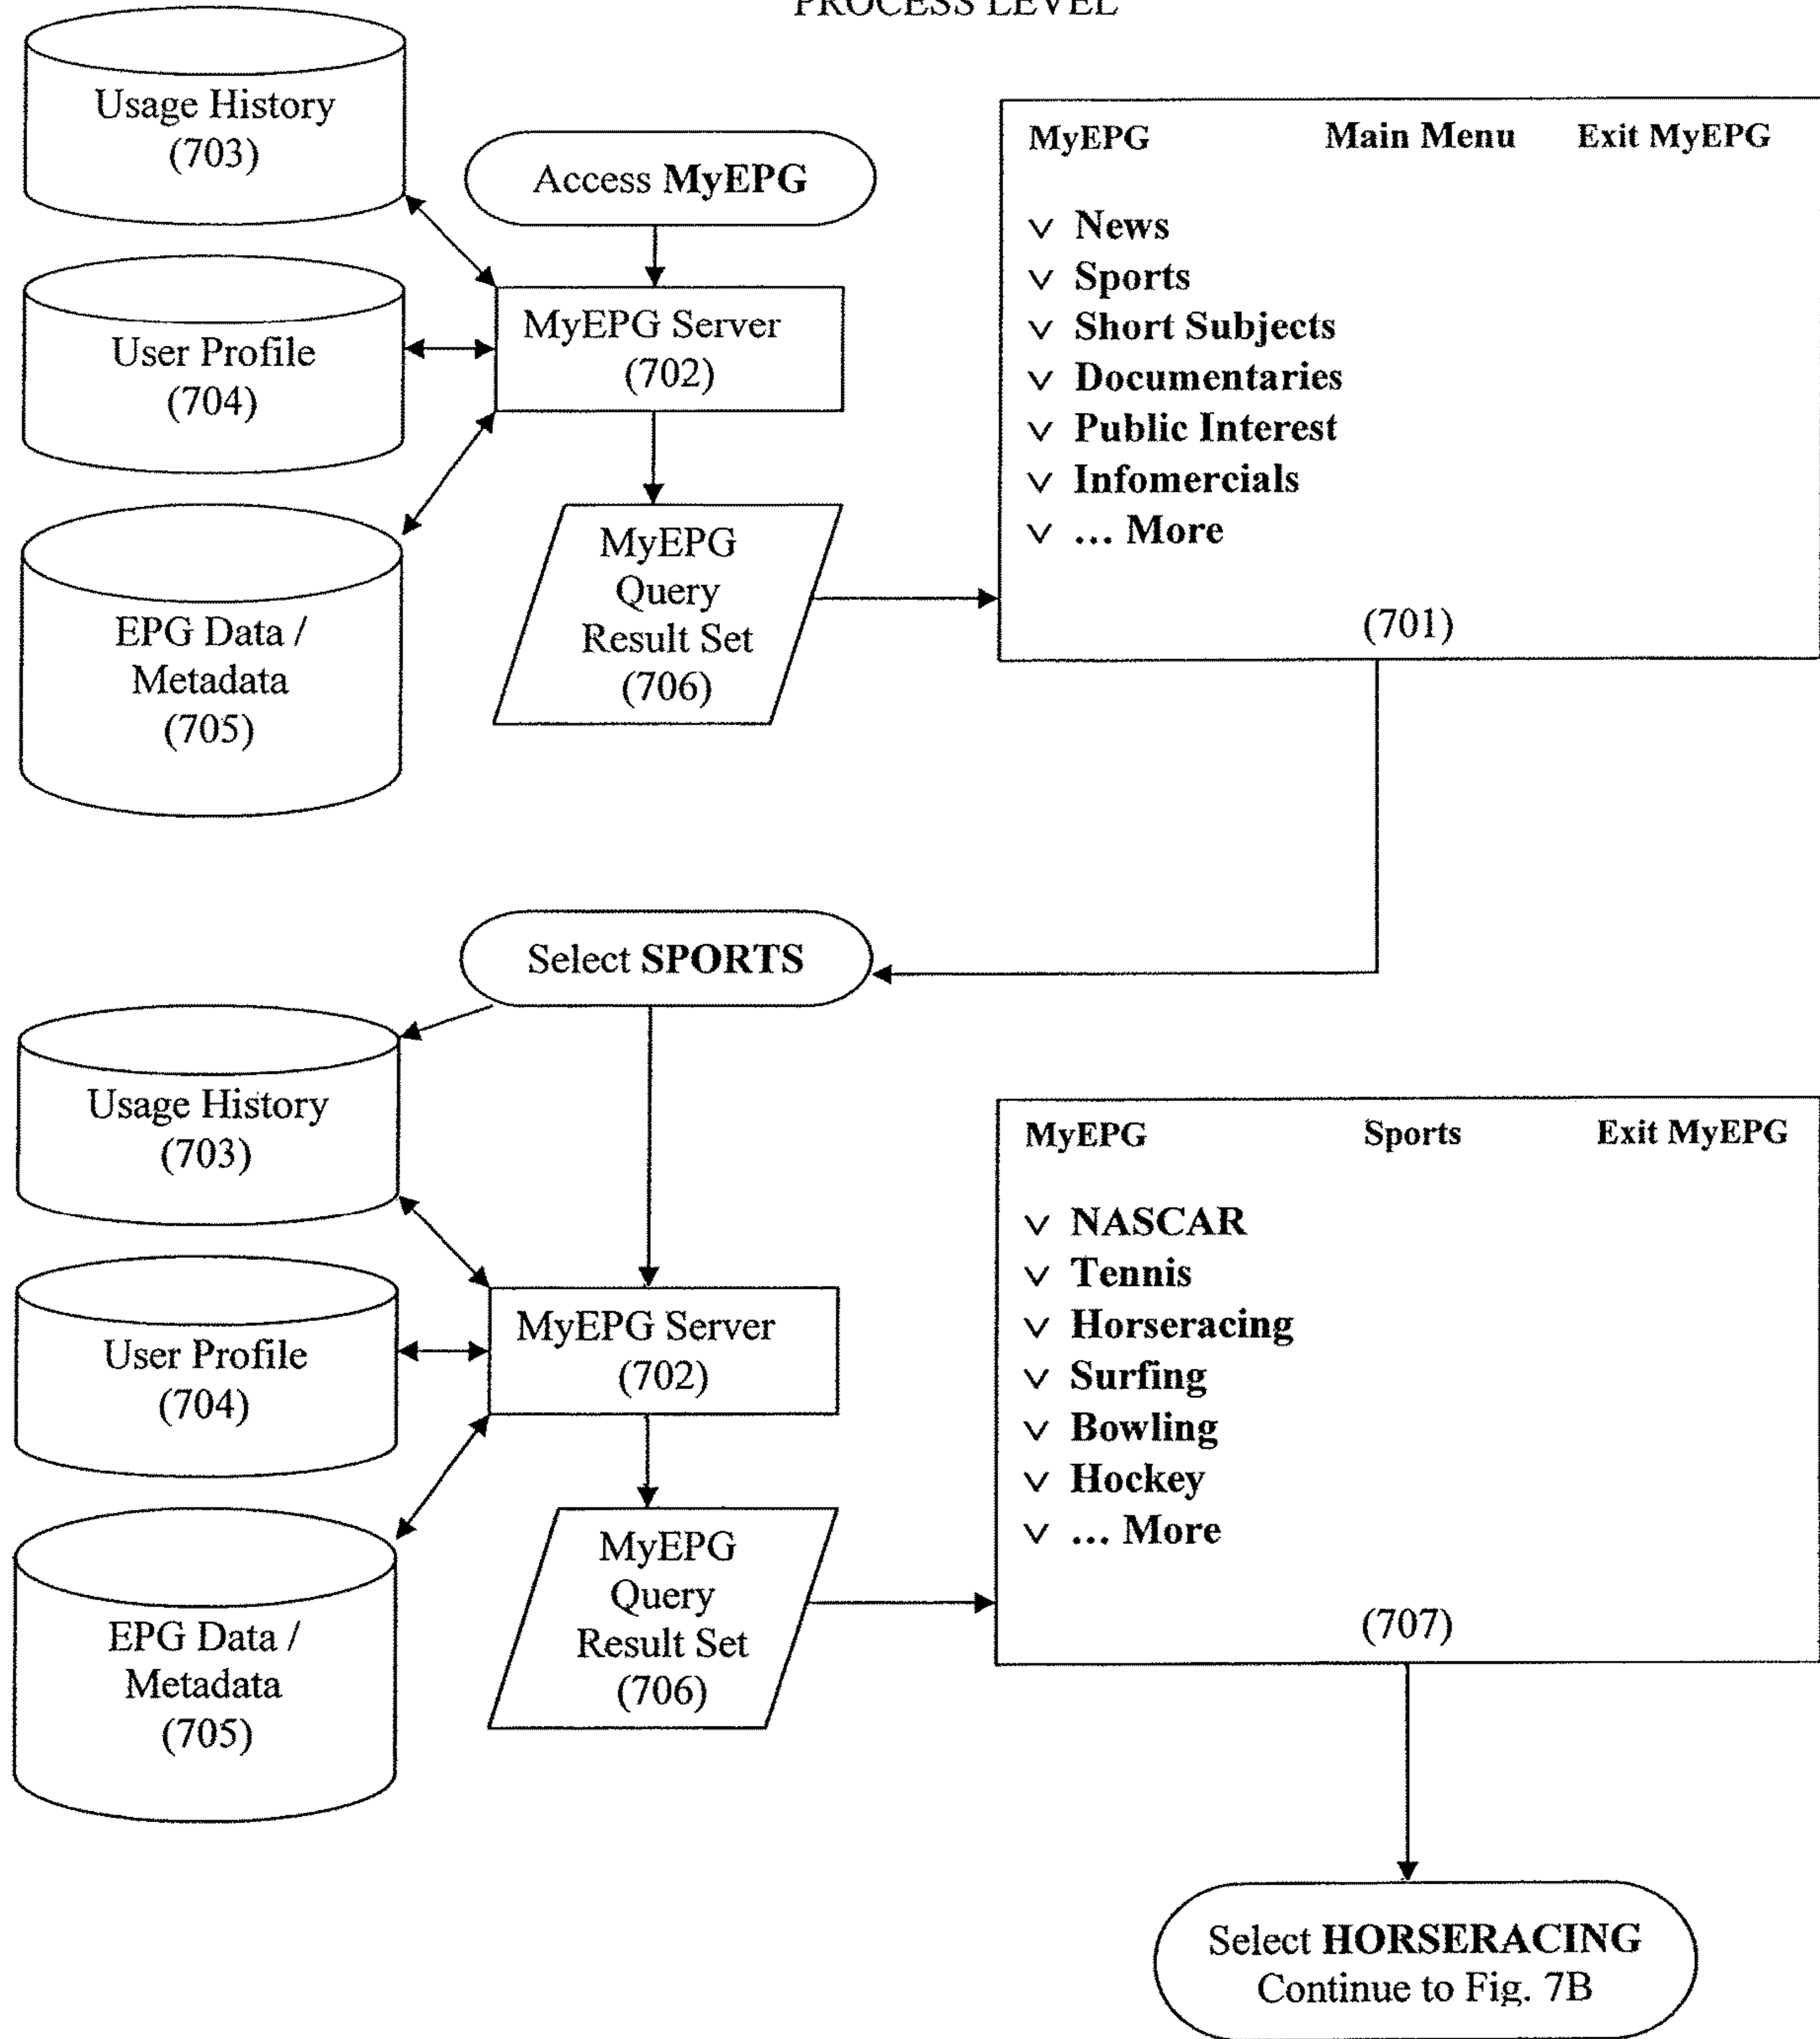 PROCESS LEVEL
Usage History
(703)
Access MyEPG
User Profile
(704)
MyEPG Server
(702)
EPG Data /
Metadata
(705)
MyEPG
Query
Result Set
(706)
MyEPG Main Menu Exit MyEPG
v News
v Sports
v Short Subjects
v Documentaries
v Public Interest
v Infomercials
v ... More
(701)
Select SPORTS
Usage History
(703)
User Profile
(704)
MyEPG Server
(702)
EPG Data /
Metadata
(705)
MyEPG
Query
Result Set
(706)
MyEPG Sports Exit MyEPG
v NASCAR
v Tennis
v Horseracing
v Surfing
v Bowling
v Hockey
v ... More
(707)
Select HORSERACING
Continue to Fig. 7B